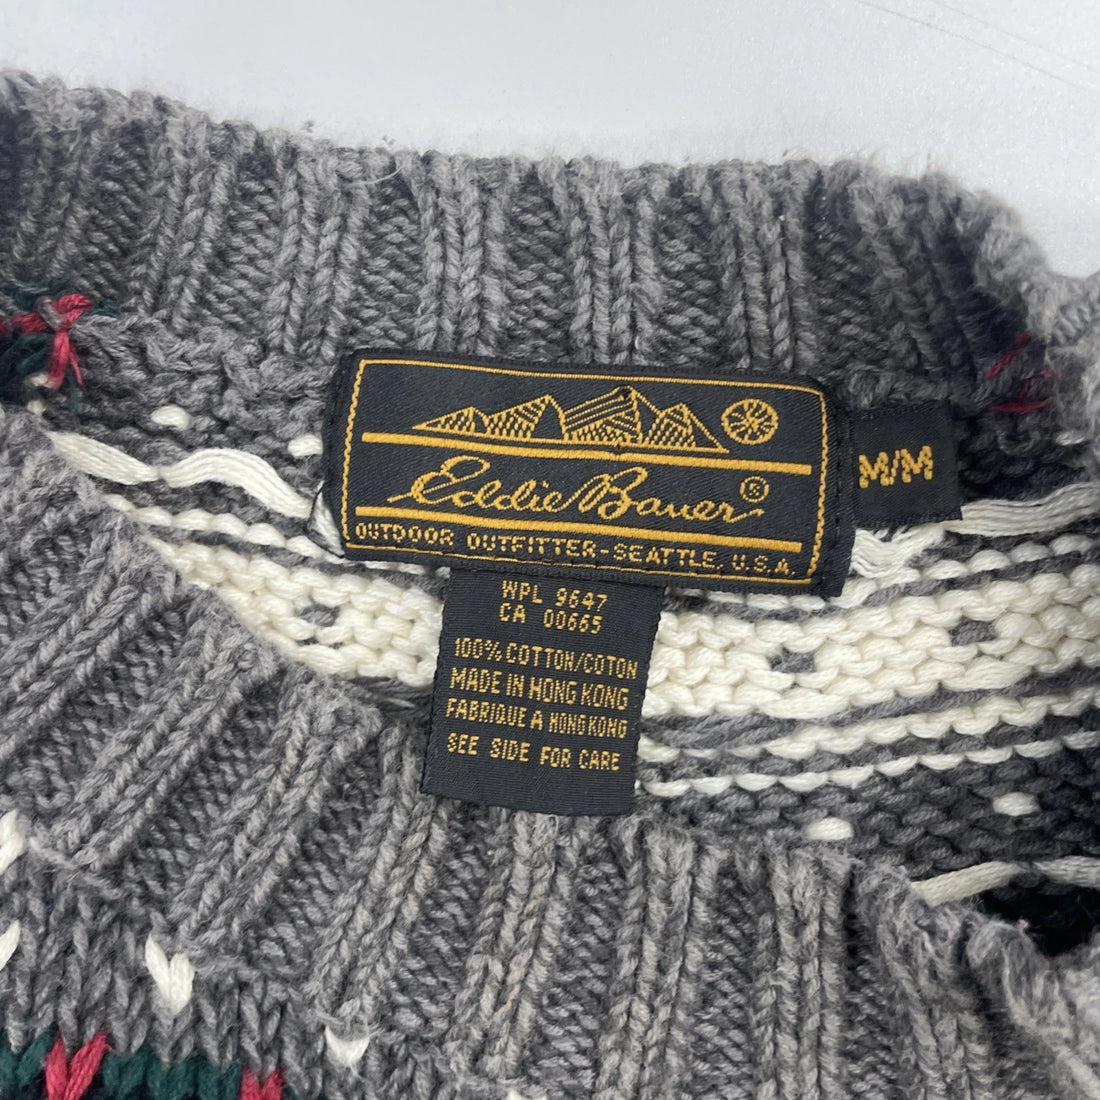 Eddie Bauer®
OUTDOOR OUTFITTER-SEATTLE, U.S.A.
M/M
WPL 9647
CA 00665
100% COTTON/COTON
MADE IN HONG KONG
FABRIQUE A HONG KONG
SEE SIDE FOR CARE